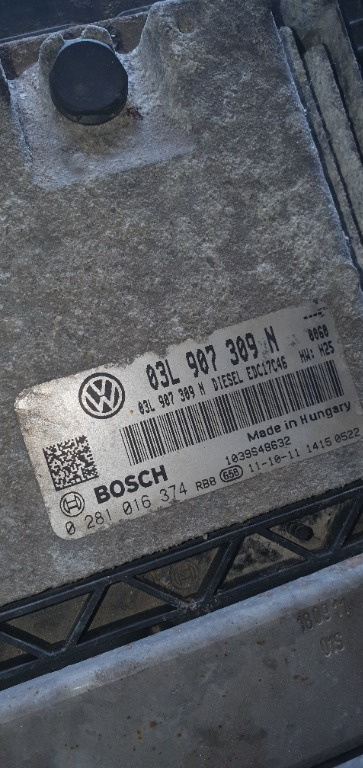 03L 907 309 N
03L 907 309 N DIESEL EDC17C46
0060
HW: H25
Made in Hungary
1039S48632
BOSCH
0 281 016 374 RB8 658 11-10-11 1415 0522